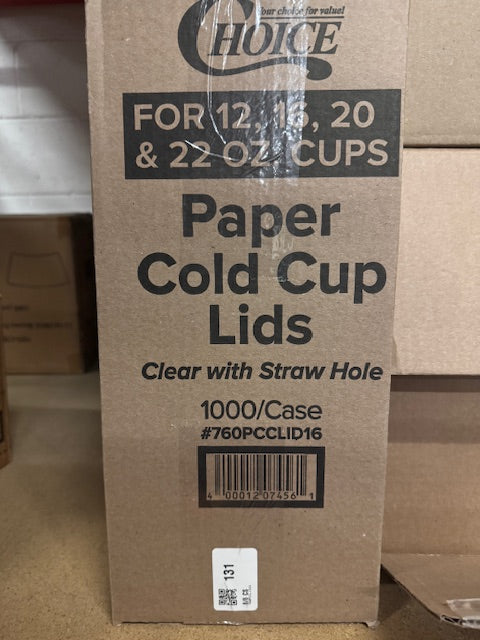 Your choice for value!
CHOICE
FOR 12, 16, 20
& 22 OZ. CUPS
Paper
Cold Cup
Lids
Clear with Straw Hole
1000/Case
#760PCCLID16
4 00012 07456 1
131